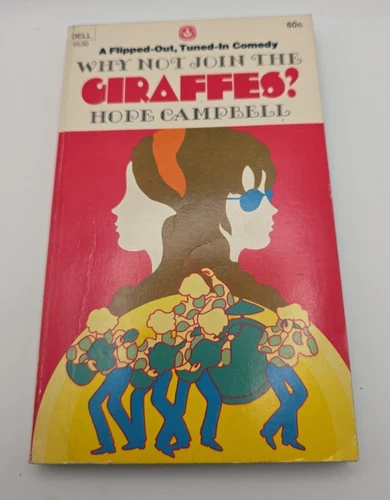 DELL
60c
A Flipped-Out, Tuned-In Comedy
WHY NOT JOIN THE
GIRAFFES?
HOPE CAMPBELL